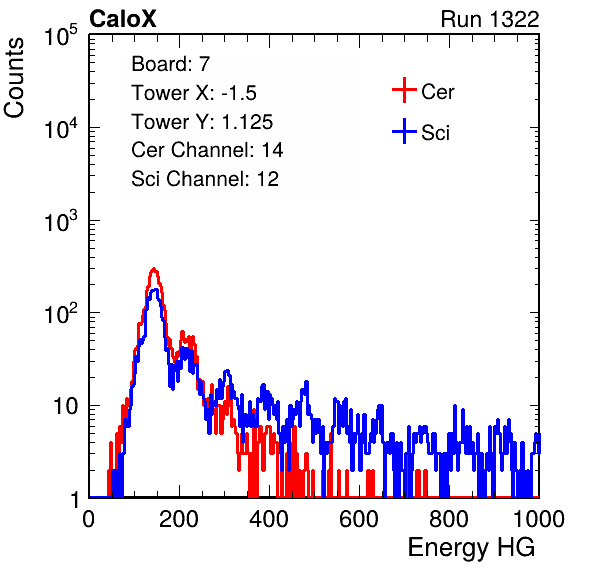 CaloX Run 1322
Counts
Board: 7
Tower X: -1.5
Tower Y: 1.125
Cer Channel: 14
Sci Channel: 12
Cer
Sci
10^5
10^4
10^3
10^2
10
1
0 200 400 600 800 1000
Energy HG